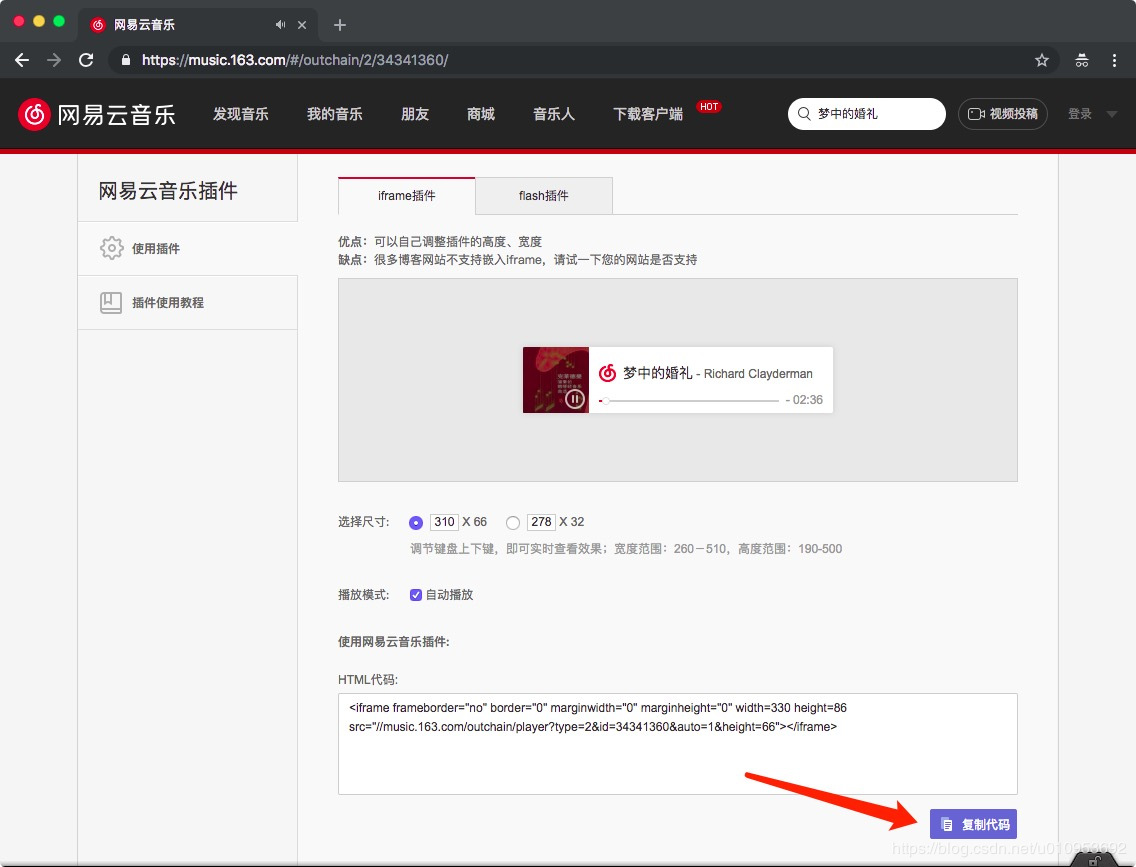 网易云音乐
https://music.163.com/#/outchain/2/34341360/
网易云音乐
发现音乐 我的音乐 朋友 商城 音乐人 下载客户端 HOT
梦中的婚礼
视频投稿
登录
网易云音乐插件
使用插件
插件使用教程
iframe插件 flash插件
优点：可以自己调整插件的高度、宽度
缺点：很多博客网站不支持嵌入iframe，请试一下您的网站是否支持
梦中的婚礼 - Richard Clayderman
- 02:36
选择尺寸: 310 X 66 278 X 32
调节键盘上下键，即可实时查看效果；宽度范围：260－510，高度范围：190-500
播放模式: 自动播放
使用网易云音乐插件:
HTML代码:
<iframe frameborder="no" border="0" marginwidth="0" marginheight="0" width=330 height=86
src="//music.163.com/outchain/player?type=2&id=34341360&auto=1&height=66"></iframe>
复制代码